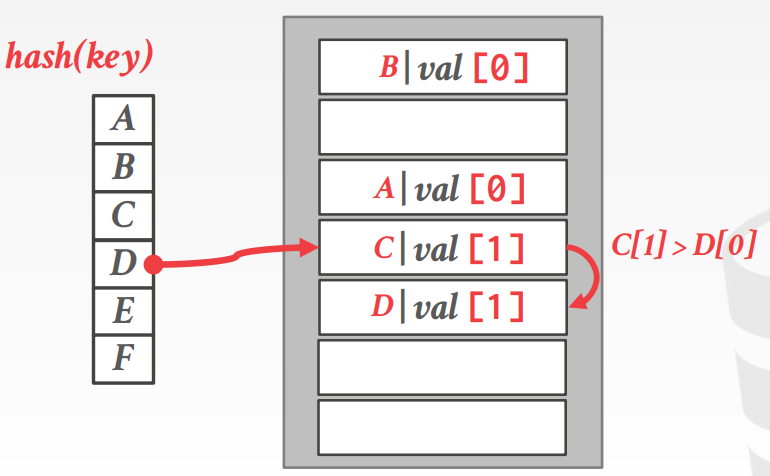 hash(key)
A
B
C
D
E
F
B|val [0]
A|val [0]
C|val [1]
D|val [1]
C[1] > D[0]